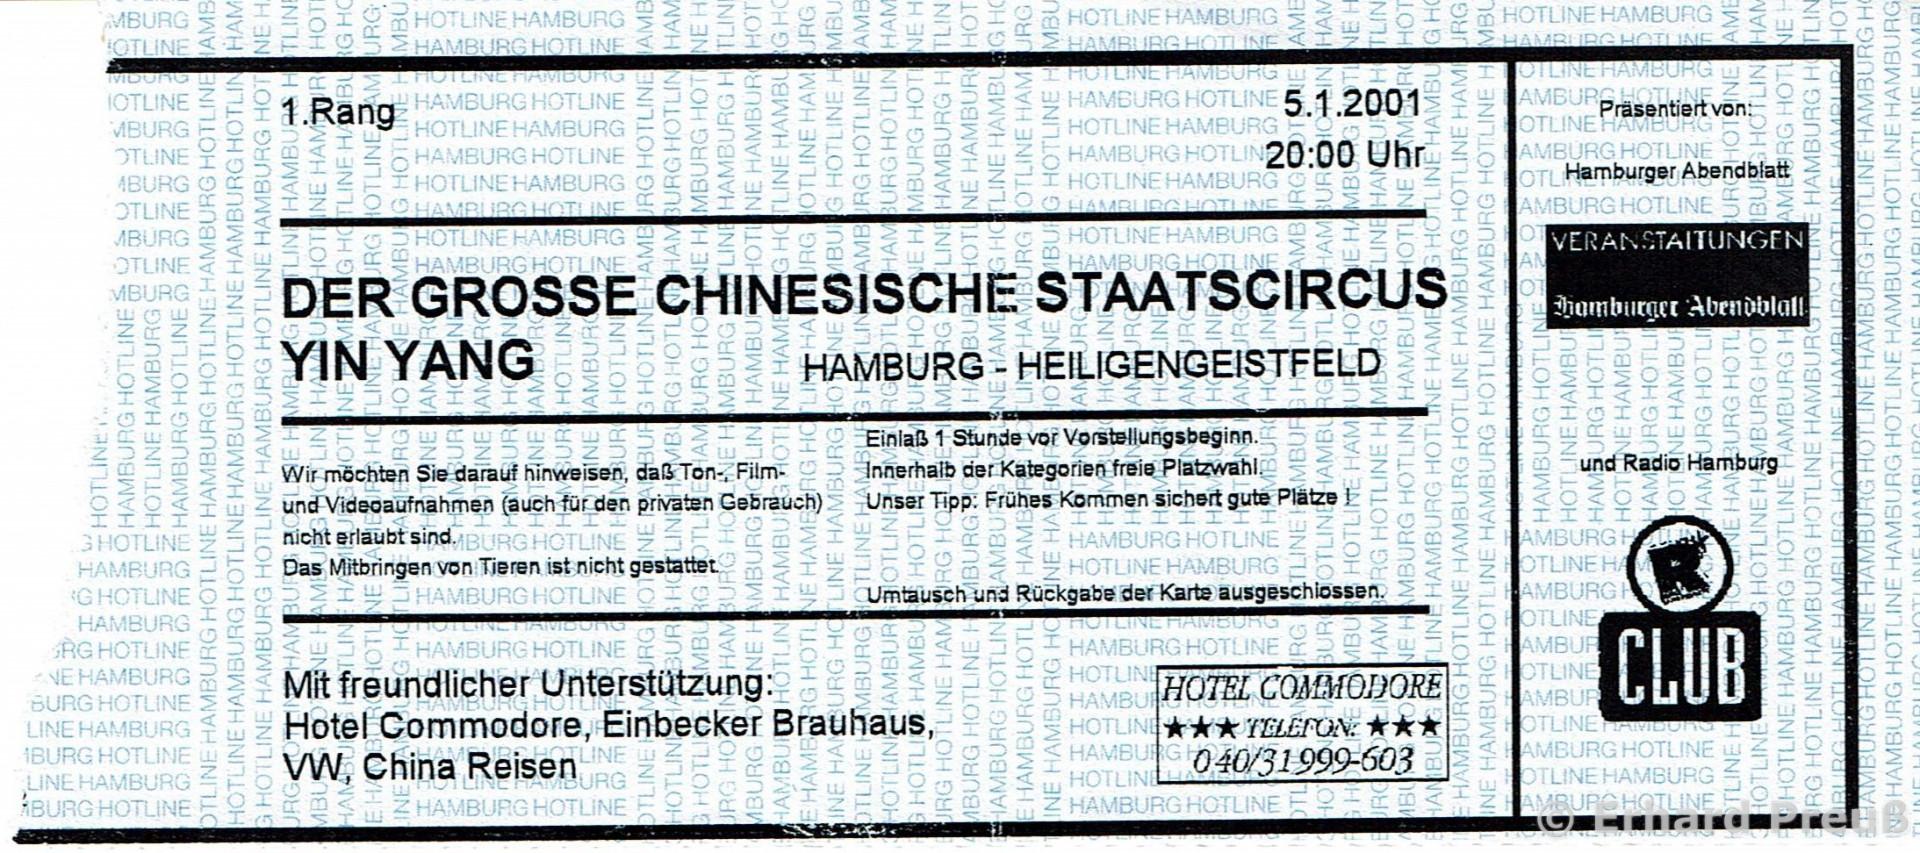 1.Rang
5.1.2001
20:00 Uhr
DER GROSSE CHINESISCHE STAATSCIRCUS
YIN YANG
HAMBURG - HEILIGENGEISTFELD
Wir möchten Sie darauf hinweisen, daß Ton-, Film-
und Videoaufnahmen (auch für den privaten Gebrauch)
nicht erlaubt sind.
Das Mitbringen von Tieren ist nicht gestattet.
Einlaß 1 Stunde vor Vorstellungsbeginn.
Innerhalb der Kategorien freie Platzwahl.
Unser Tipp: Frühes Kommen sichert gute Plätze !
Umtausch und Rückgabe der Karte ausgeschlossen.
Mit freundlicher Unterstützung:
Hotel Commodore, Einbecker Brauhaus,
VW, China Reisen
HOTEL COMMODORE
★★★ TELEFON: ★★★
040/31999-603
Präsentiert von:
Hamburger Abendblatt
VERANSTALTUNGEN
Hamburger Abendblatt
und Radio Hamburg
R
CLUB
HAMBURG HOTLINE
HOTLINE HAMBURG
© Erhard Preuß